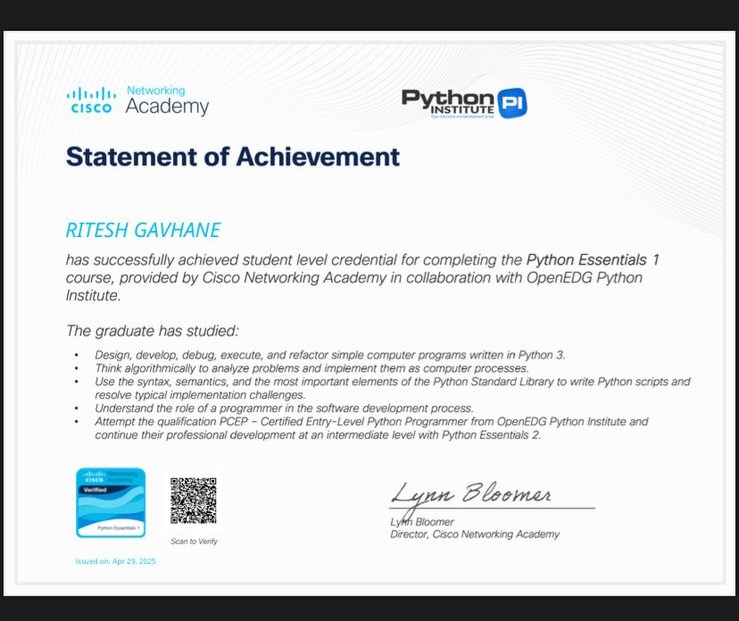 CISCO Networking Academy
Python INSTITUTE PI
Open Education and Development Group
Statement of Achievement
RITESH GAVHANE
has successfully achieved student level credential for completing the Python Essentials 1
course, provided by Cisco Networking Academy in collaboration with OpenEDG Python
Institute.
The graduate has studied:
• Design, develop, debug, execute, and refactor simple computer programs written in Python 3.
• Think algorithmically to analyze problems and implement them as computer processes.
• Use the syntax, semantics, and the most important elements of the Python Standard Library to write Python scripts and
resolve typical implementation challenges.
• Understand the role of a programmer in the software development process.
• Attempt the qualification PCEP – Certified Entry-Level Python Programmer from OpenEDG Python Institute and
continue their professional development at an intermediate level with Python Essentials 2.
CISCO Networking Academy
Verified
Python Essentials 1
Scan to Verify
Issued on: Apr 29, 2025
Lynn Bloomer
Lynn Bloomer
Director, Cisco Networking Academy